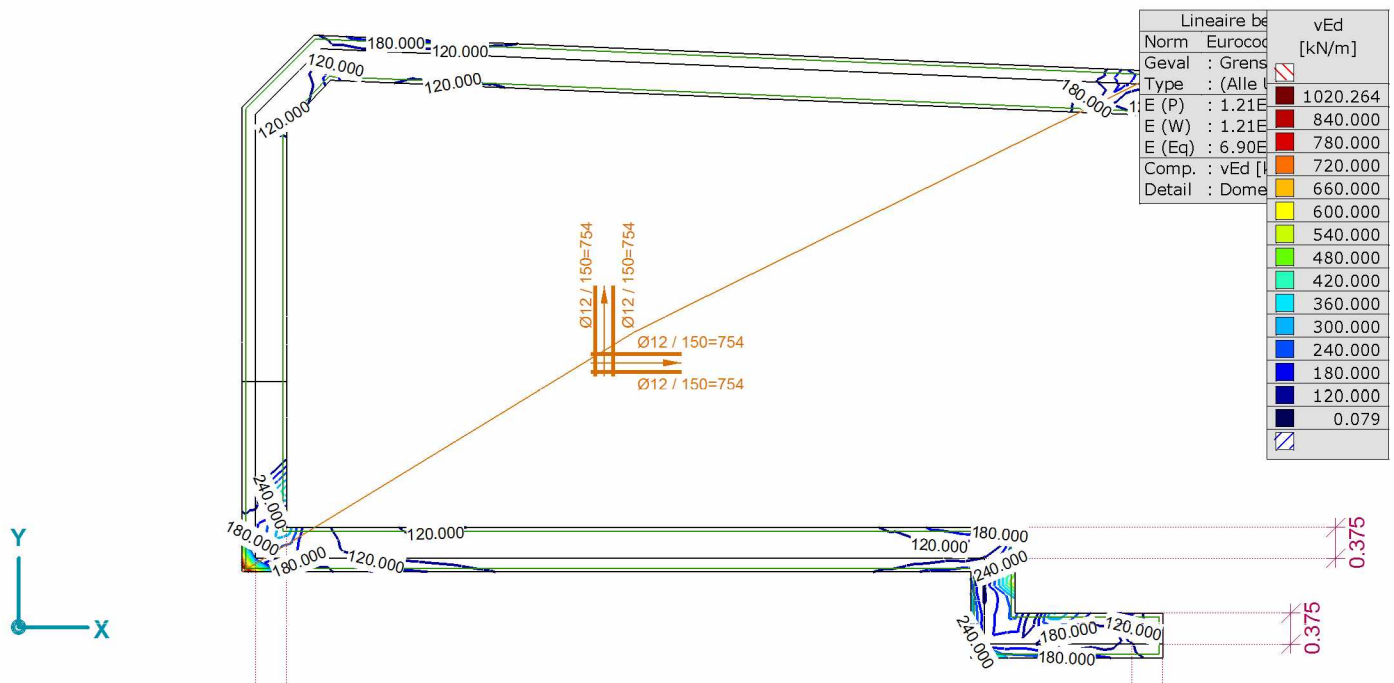 180.000
120.000
120.000
120.000
120.000
180.000
Lineaire be
Norm Eurocod
Geval : Grens
Type : (Alle
E (P) : 1.21E
E (W) : 1.21E
E (Eq) : 6.90E
Comp. : vEd [
Detail : Dome
vEd
[kN/m]
1020.264
840.000
780.000
720.000
660.000
600.000
540.000
480.000
420.000
360.000
300.000
240.000
180.000
120.000
0.079
Ø12 / 150=754
Ø12 / 150=754
Ø12 / 150=754
Ø12 / 150=754
240.000
180.000
180.000
120.000
120.000
120.000
180.000
240.000
240.000
180.000
120.000
180.000
0.375
0.375
Y
X